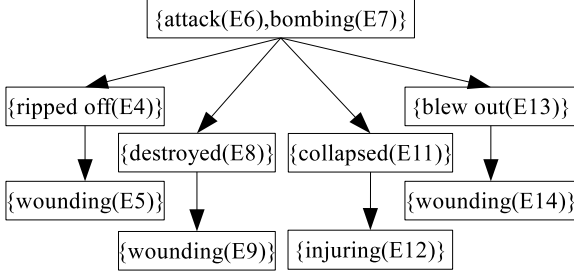 {attack(E6),bombing(E7)}
{ripped off(E4)}
{blew out(E13)}
{destroyed(E8)}
{collapsed(E11)}
{wounding(E5)}
{wounding(E14)}
{wounding(E9)}
{injuring(E12)}